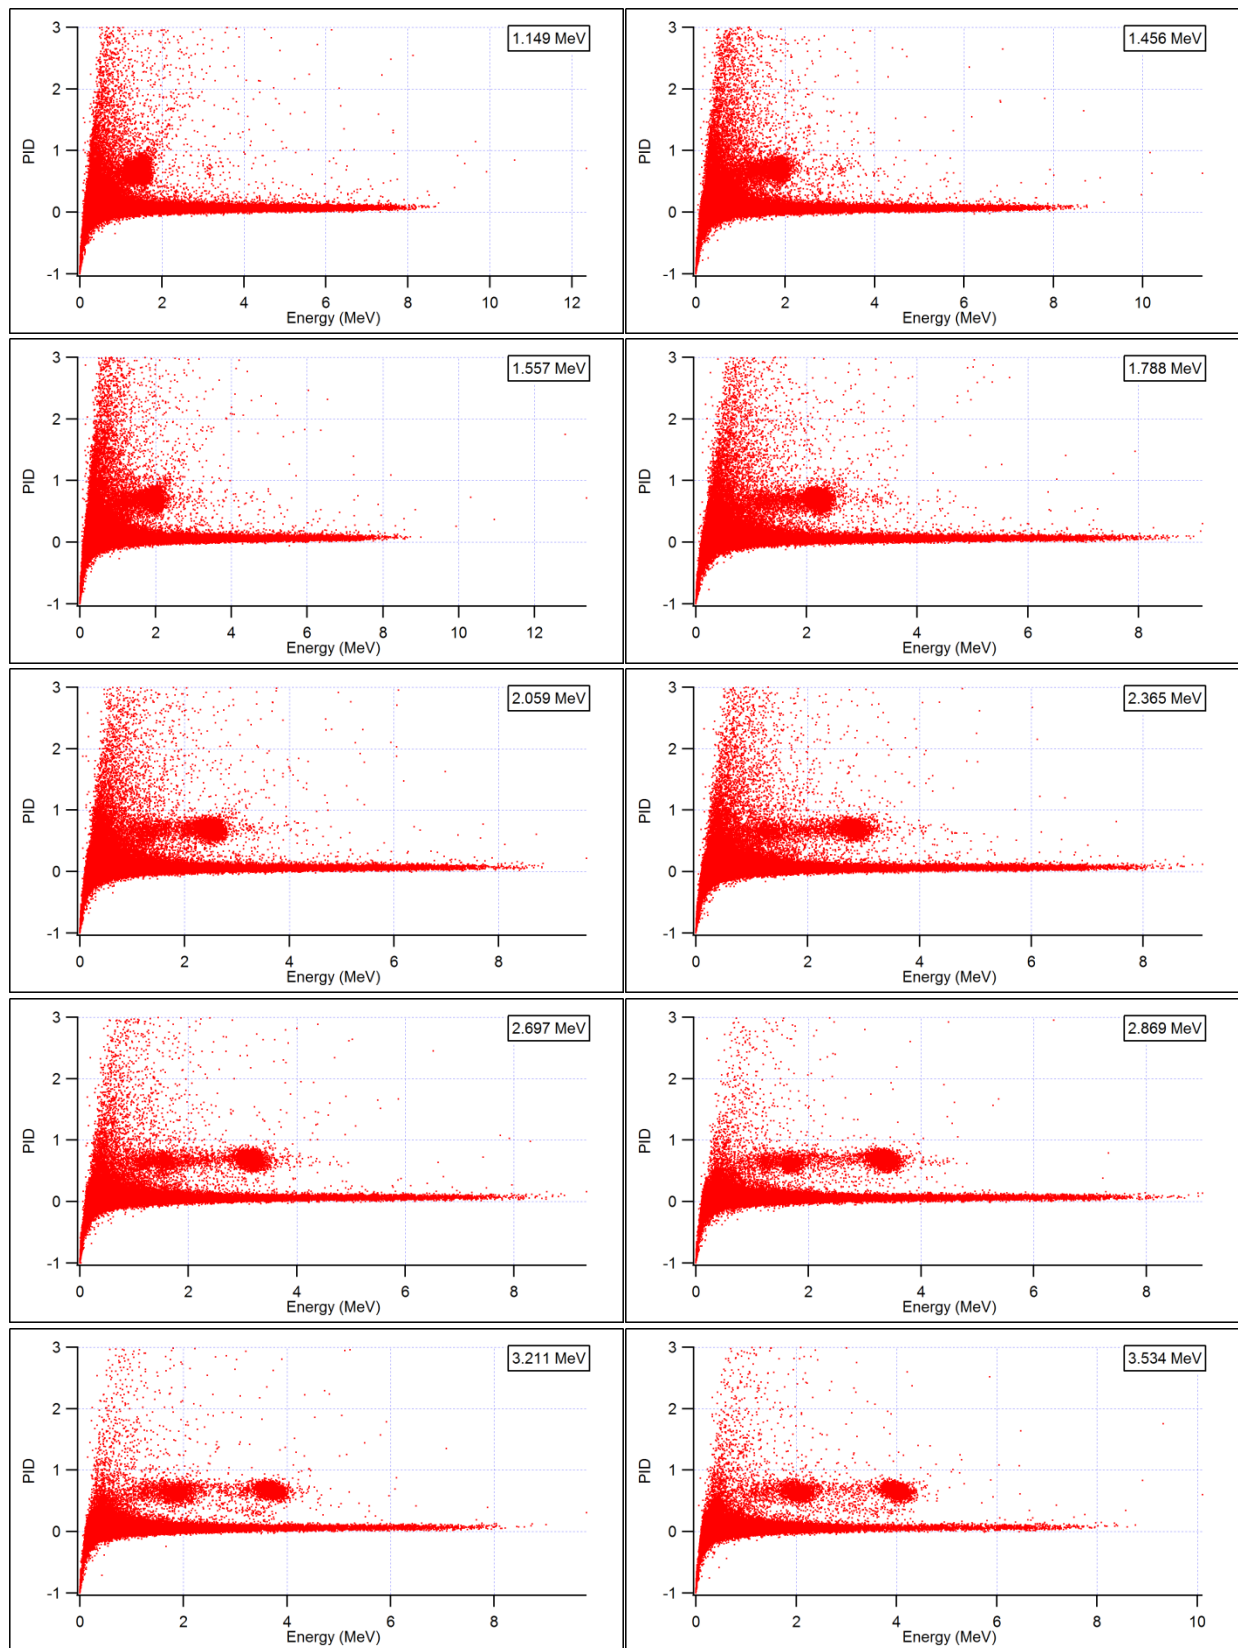 1.149 MeV
3
2
1
0
-1
PID
0 2 4 6 8 10 12
Energy (MeV)
1.456 MeV
3
2
1
0
-1
PID
0 2 4 6 8 10
Energy (MeV)
1.557 MeV
3
2
1
0
-1
PID
0 2 4 6 8 10 12
Energy (MeV)
1.788 MeV
3
2
1
0
-1
PID
0 2 4 6 8
Energy (MeV)
2.059 MeV
3
2
1
0
-1
PID
0 2 4 6 8
Energy (MeV)
2.365 MeV
3
2
1
0
-1
PID
0 2 4 6 8
Energy (MeV)
2.697 MeV
3
2
1
0
-1
PID
0 2 4 6 8
Energy (MeV)
2.869 MeV
3
2
1
0
-1
PID
0 2 4 6 8
Energy (MeV)
3.211 MeV
3
2
1
0
-1
PID
0 2 4 6 8
Energy (MeV)
3.534 MeV
3
2
1
0
-1
PID
0 2 4 6 8 10
Energy (MeV)